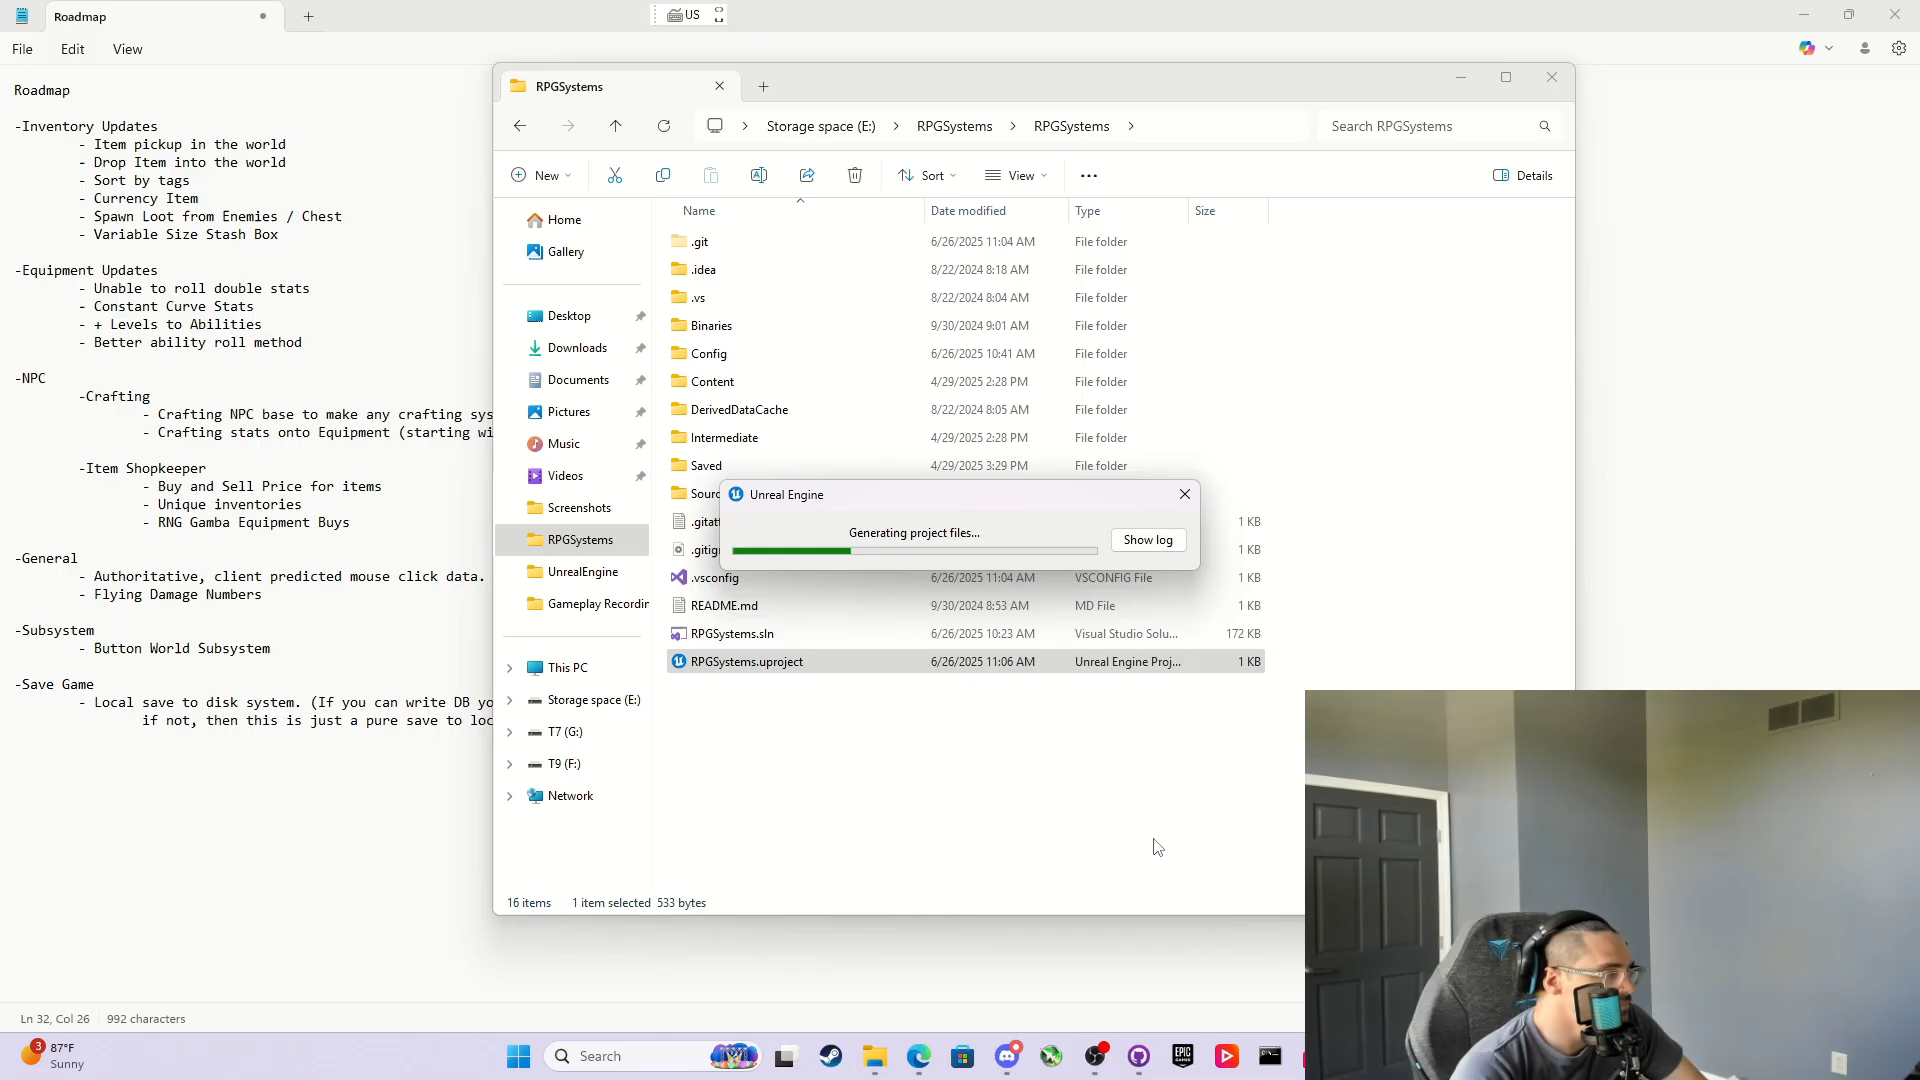 Roadmap
US
File
Edit
View
Roadmap
-Inventory Updates
- Item pickup in the world
- Drop Item into the world
- Sort by tags
- Currency Item
- Spawn Loot from Enemies / Chest
- Variable Size Stash Box
-Equipment Updates
- Unable to roll double stats
- Constant Curve Stats
- + Levels to Abilities
- Better ability roll method
-NPC
-Crafting
- Crafting NPC base to make any crafting sys
- Crafting stats onto Equipment (starting wi
-Item Shopkeeper
- Buy and Sell Price for items
- Unique inventories
- RNG Gamba Equipment Buys
-General
- Authoritative, client predicted mouse click data.
- Flying Damage Numbers
-Subsystem
- Button World Subsystem
-Save Game
- Local save to disk system. (If you can write DB yo
if not, then this is just a pure save to loc
Ln 32, Col 26
992 characters
RPGSystems
Storage space (E:) > RPGSystems > RPGSystems >
Search RPGSystems
New
Sort
View
Details
Home
Gallery
Desktop
Downloads
Documents
Pictures
Music
Videos
Screenshots
RPGSystems
UnrealEngine
Gameplay Recordin
This PC
Storage space (E:)
T7 (G:)
T9 (F:)
Network
Name Date modified Type Size
.git 6/26/2025 11:04 AM File folder
.idea 8/22/2024 8:18 AM File folder
.vs 8/22/2024 8:04 AM File folder
Binaries 9/30/2024 9:01 AM File folder
Config 6/26/2025 10:41 AM File folder
Content 4/29/2025 2:28 PM File folder
DerivedDataCache 8/22/2024 8:05 AM File folder
Intermediate 4/29/2025 2:28 PM File folder
Saved 4/29/2025 3:29 PM File folder
Sourc
.gitatt 1 KB
.gitigr 1 KB
.vsconfig 6/26/2025 11:04 AM VSCONFIG File 1 KB
README.md 9/30/2024 8:53 AM MD File 1 KB
RPGSystems.sln 6/26/2025 10:23 AM Visual Studio Solu... 172 KB
RPGSystems.uproject 6/26/2025 11:06 AM Unreal Engine Proj... 1 KB
Unreal Engine
Generating project files...
Show log
16 items
1 item selected 533 bytes
3
87°F
Sunny
Search
EPIC
GAMES